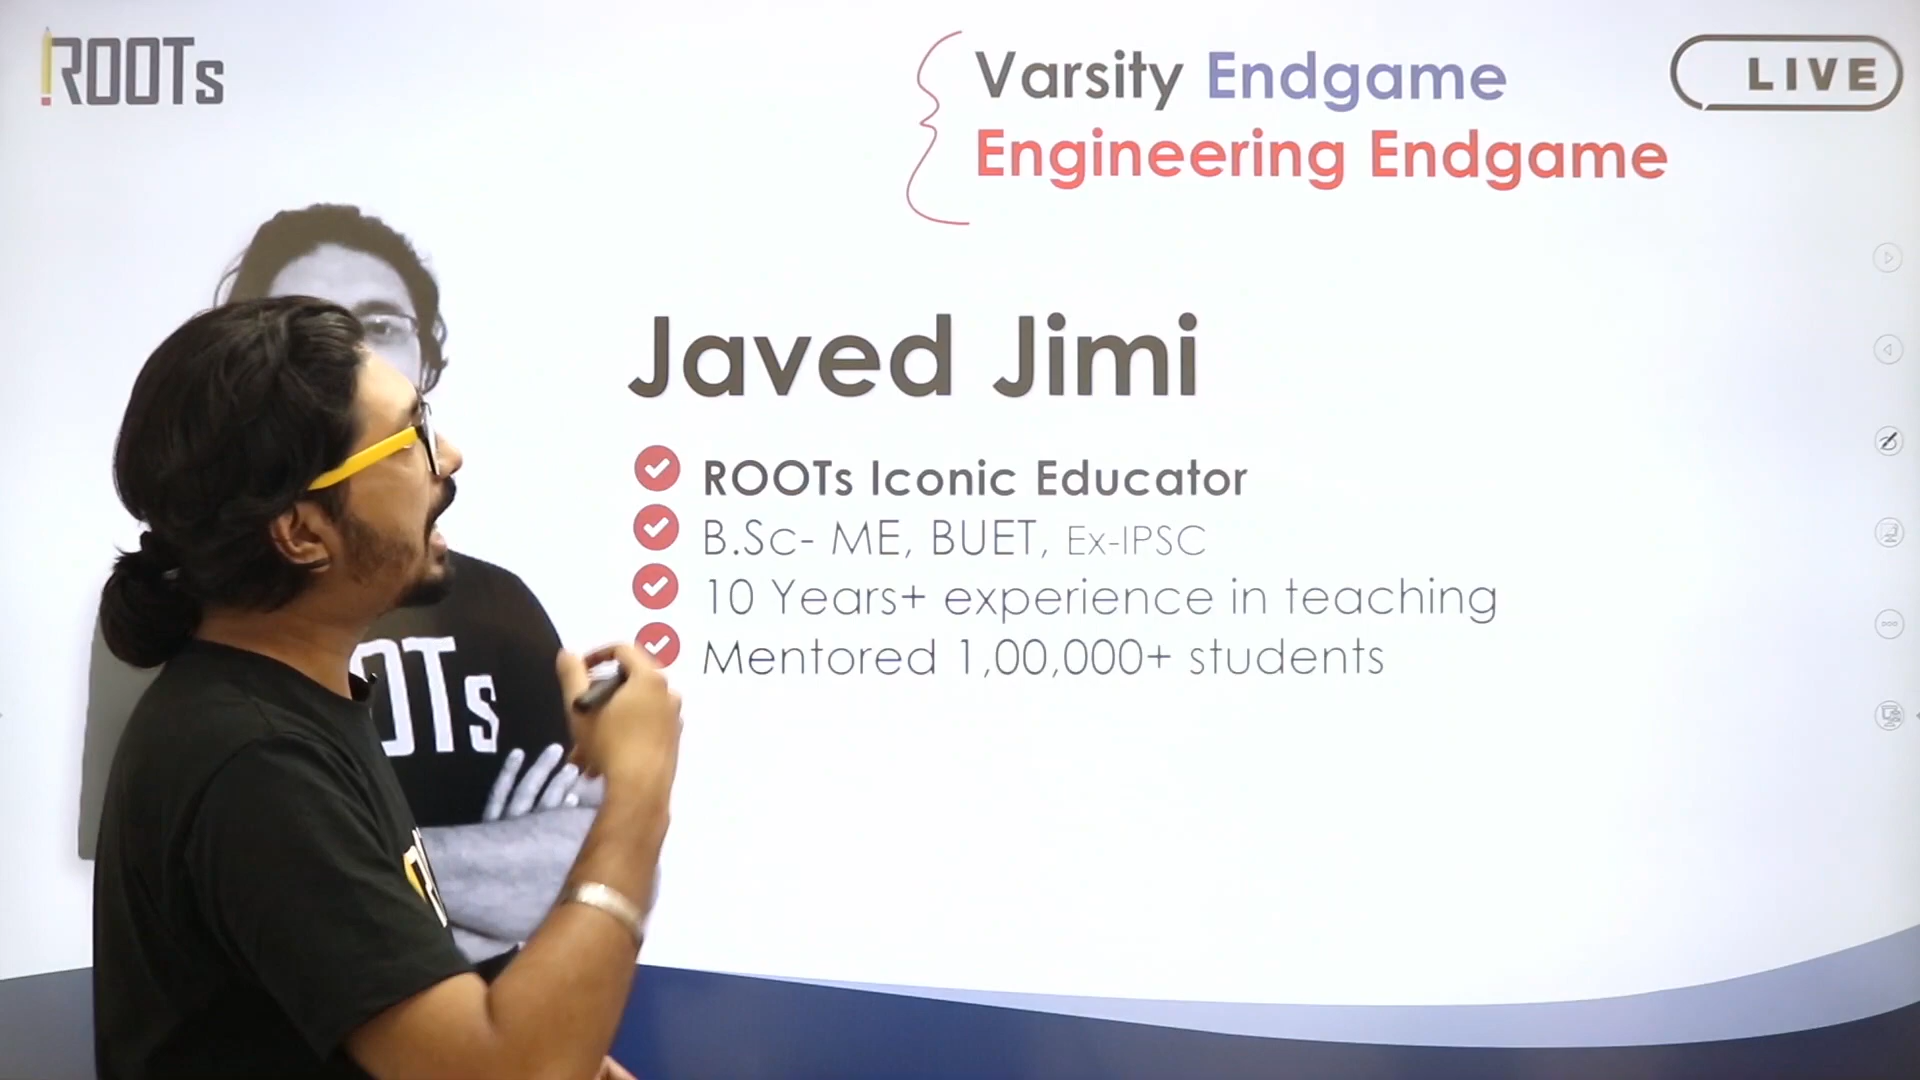 ROOTs
Varsity Endgame
Engineering Endgame
LIVE
Javed Jimi
ROOTs Iconic Educator
B.Sc- ME, BUET, Ex-IPSC
10 Years+ experience in teaching
Mentored 1,00,000+ students
OTs